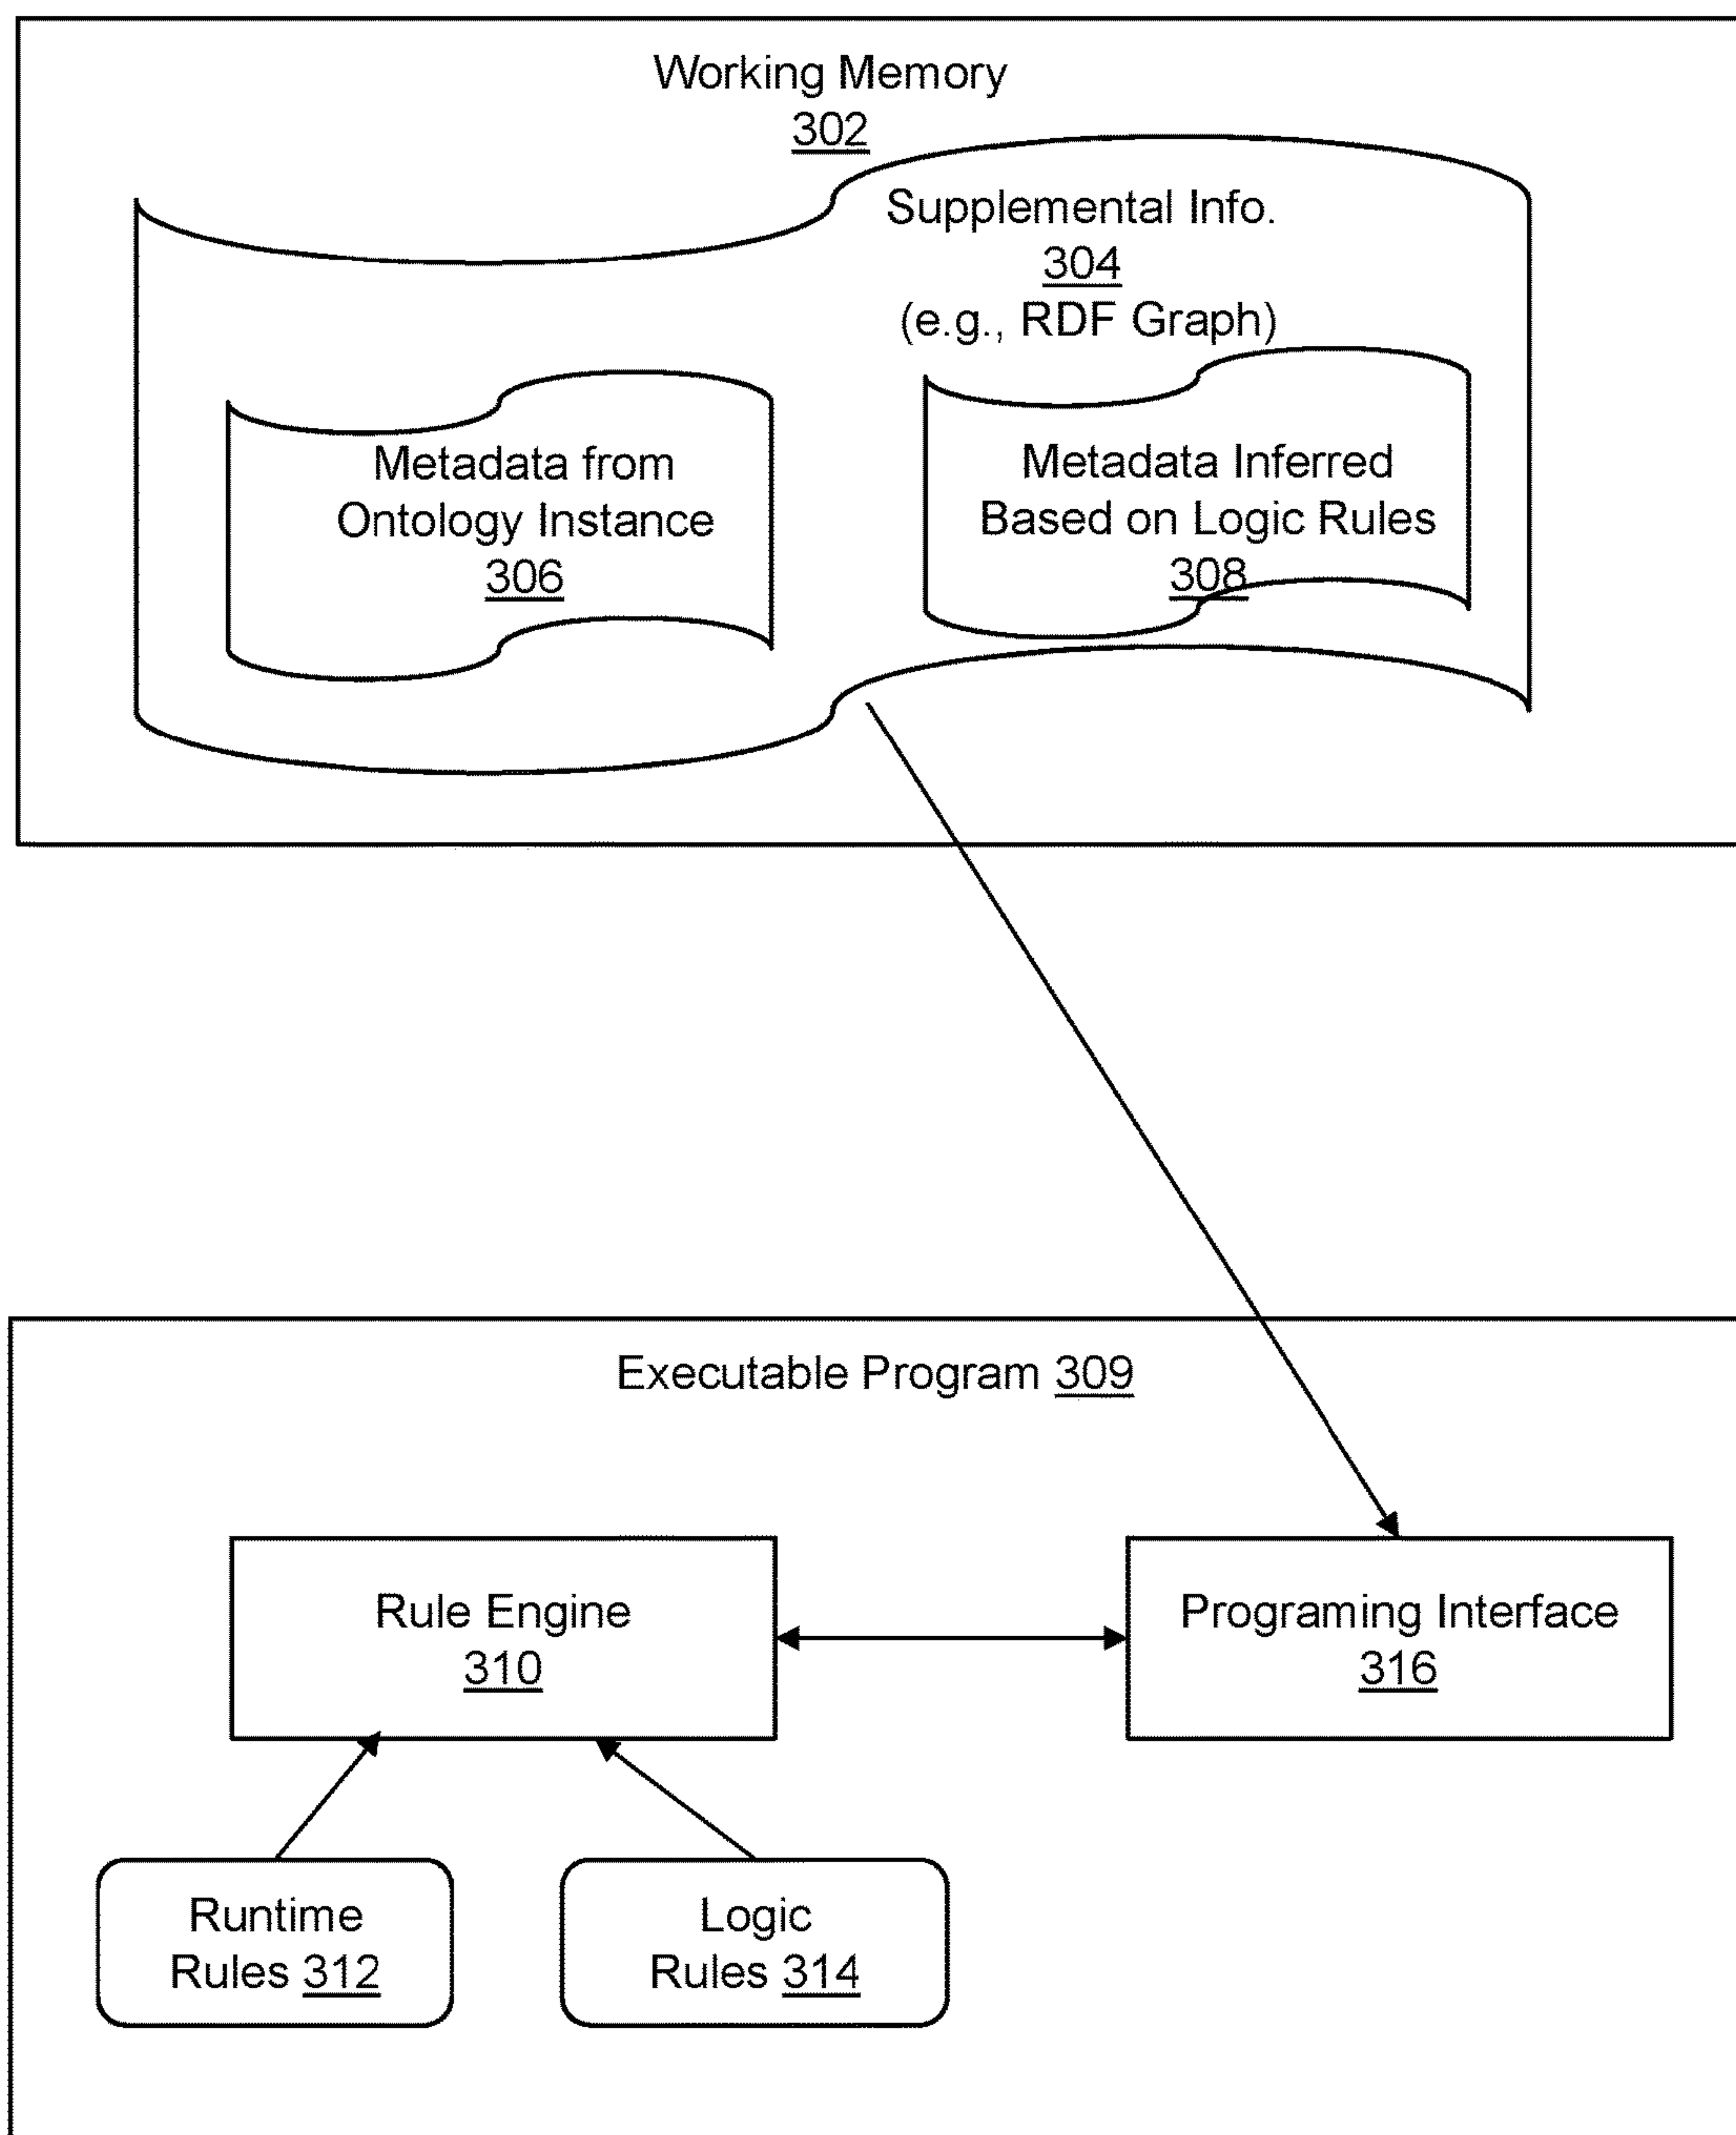 Working Memory
302
Supplemental Info.
304
(e.g., RDF Graph)
Metadata from
Ontology Instance
306
Metadata Inferred
Based on Logic Rules
308
Executable Program 309
Rule Engine
310
Programing Interface
316
Runtime
Rules 312
Logic
Rules 314